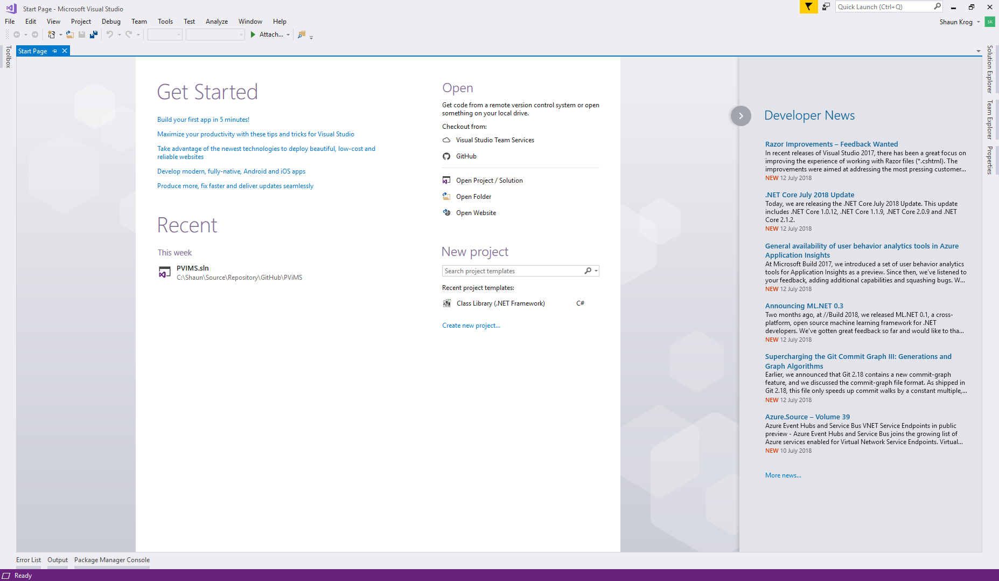 Start Page - Microsoft Visual Studio
Quick Launch (Ctrl+Q)
File Edit View Project Debug Team Tools Test Analyze Window Help
Shaun Krog
SK
Attach...
Toolbox
Start Page
Get Started
Build your first app in 5 minutes!
Maximize your productivity with these tips and tricks for Visual Studio
Take advantage of the newest technologies to deploy beautiful, low-cost and
reliable websites
Develop modern, fully-native, Android and iOS apps
Produce more, fix faster and deliver updates seamlessly
Recent
This week
PVIMS.sln
C:\Shaun\Source\Repository\GitHub\PViMS
Open
Get code from a remote version control system or open
something on your local drive.
Checkout from:
Visual Studio Team Services
GitHub
Open Project / Solution
Open Folder
Open Website
New project
Search project templates
Recent project templates:
Class Library (.NET Framework) C#
Create new project...
Developer News
Razor Improvements – Feedback Wanted
In recent releases of Visual Studio 2017, there has been a great focus on
improving the experience of working with Razor files (*.cshtml). The
improvements were aimed at addressing the most pressing customer...
NEW 12 July 2018
.NET Core July 2018 Update
Today, we are releasing the .NET Core July 2018 Update. This update
includes .NET Core 1.0.12, .NET Core 1.1.9, .NET Core 2.0.9 and .NET
Core 2.1.2.
NEW 12 July 2018
General availability of user behavior analytics tools in Azure
Application Insights
At Microsoft Build 2017, we introduced a set of user behavior analytics
tools for Application Insights as a preview. Since then, we've listened to
your feedback, adding additional capabilities and squashing bugs. W...
NEW 12 July 2018
Announcing ML.NET 0.3
Two months ago, at //Build 2018, we released ML.NET 0.1, a cross-
platform, open source machine learning framework for .NET
developers. We've gotten great feedback so far and would like to tha...
NEW 12 July 2018
Supercharging the Git Commit Graph III: Generations and
Graph Algorithms
Earlier, we announced that Git 2.18 contains a new commit-graph
feature, and we discussed the commit-graph file format. As shipped in
Git 2.18, this file only speeds up commit walks by a constant multiple,...
NEW 12 July 2018
Azure.Source – Volume 39
Azure Event Hubs and Service Bus VNET Service Endpoints in public
preview - Azure Event Hubs and Service Bus joins the growing list of
Azure services enabled for Virtual Network Service Endpoints. Virtual...
NEW 10 July 2018
More news...
Solution Explorer
Team Explorer
Properties
Error List Output Package Manager Console
Ready